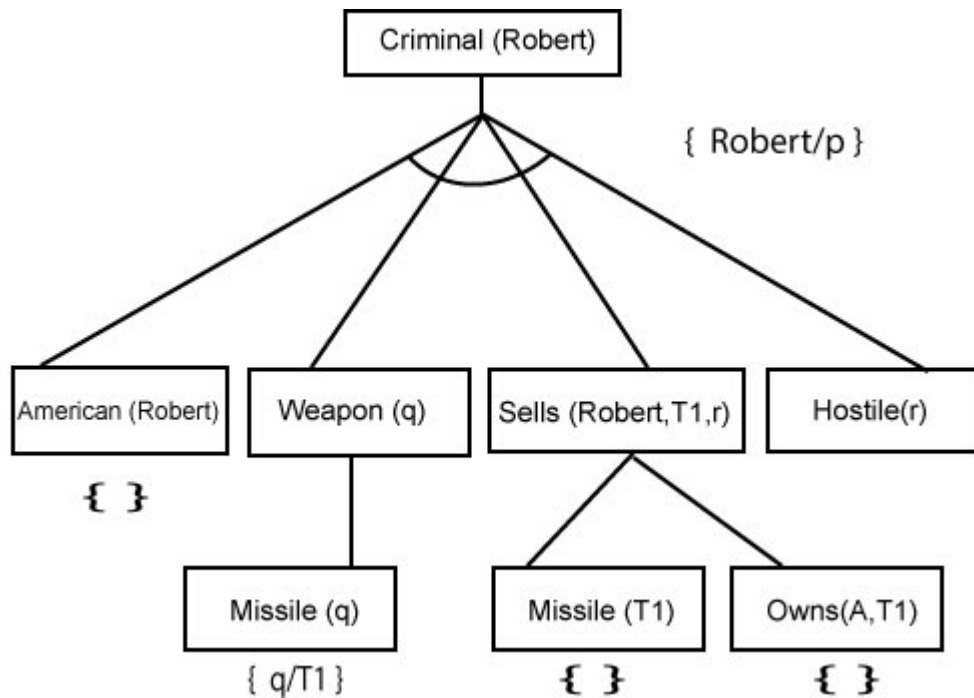 Criminal (Robert)
{ Robert/p }
American (Robert)
Weapon (q)
Sells (Robert,T1,r)
Hostile(r)
{ }
Missile (q)
Missile (T1)
Owns(A,T1)
{ q/T1 }
{ }
{ }